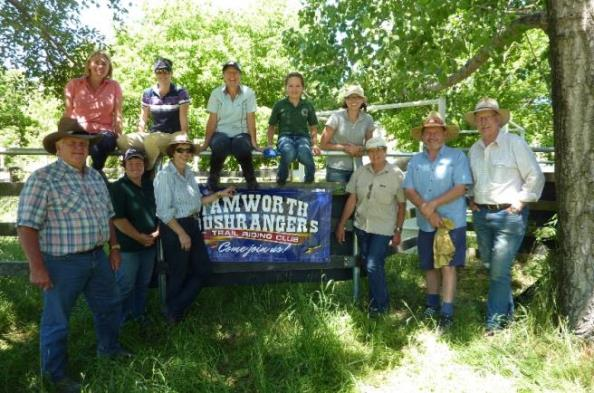 TAMWORTH
BUSHRANGERS
TRAIL RIDING CLUB
Come join us!